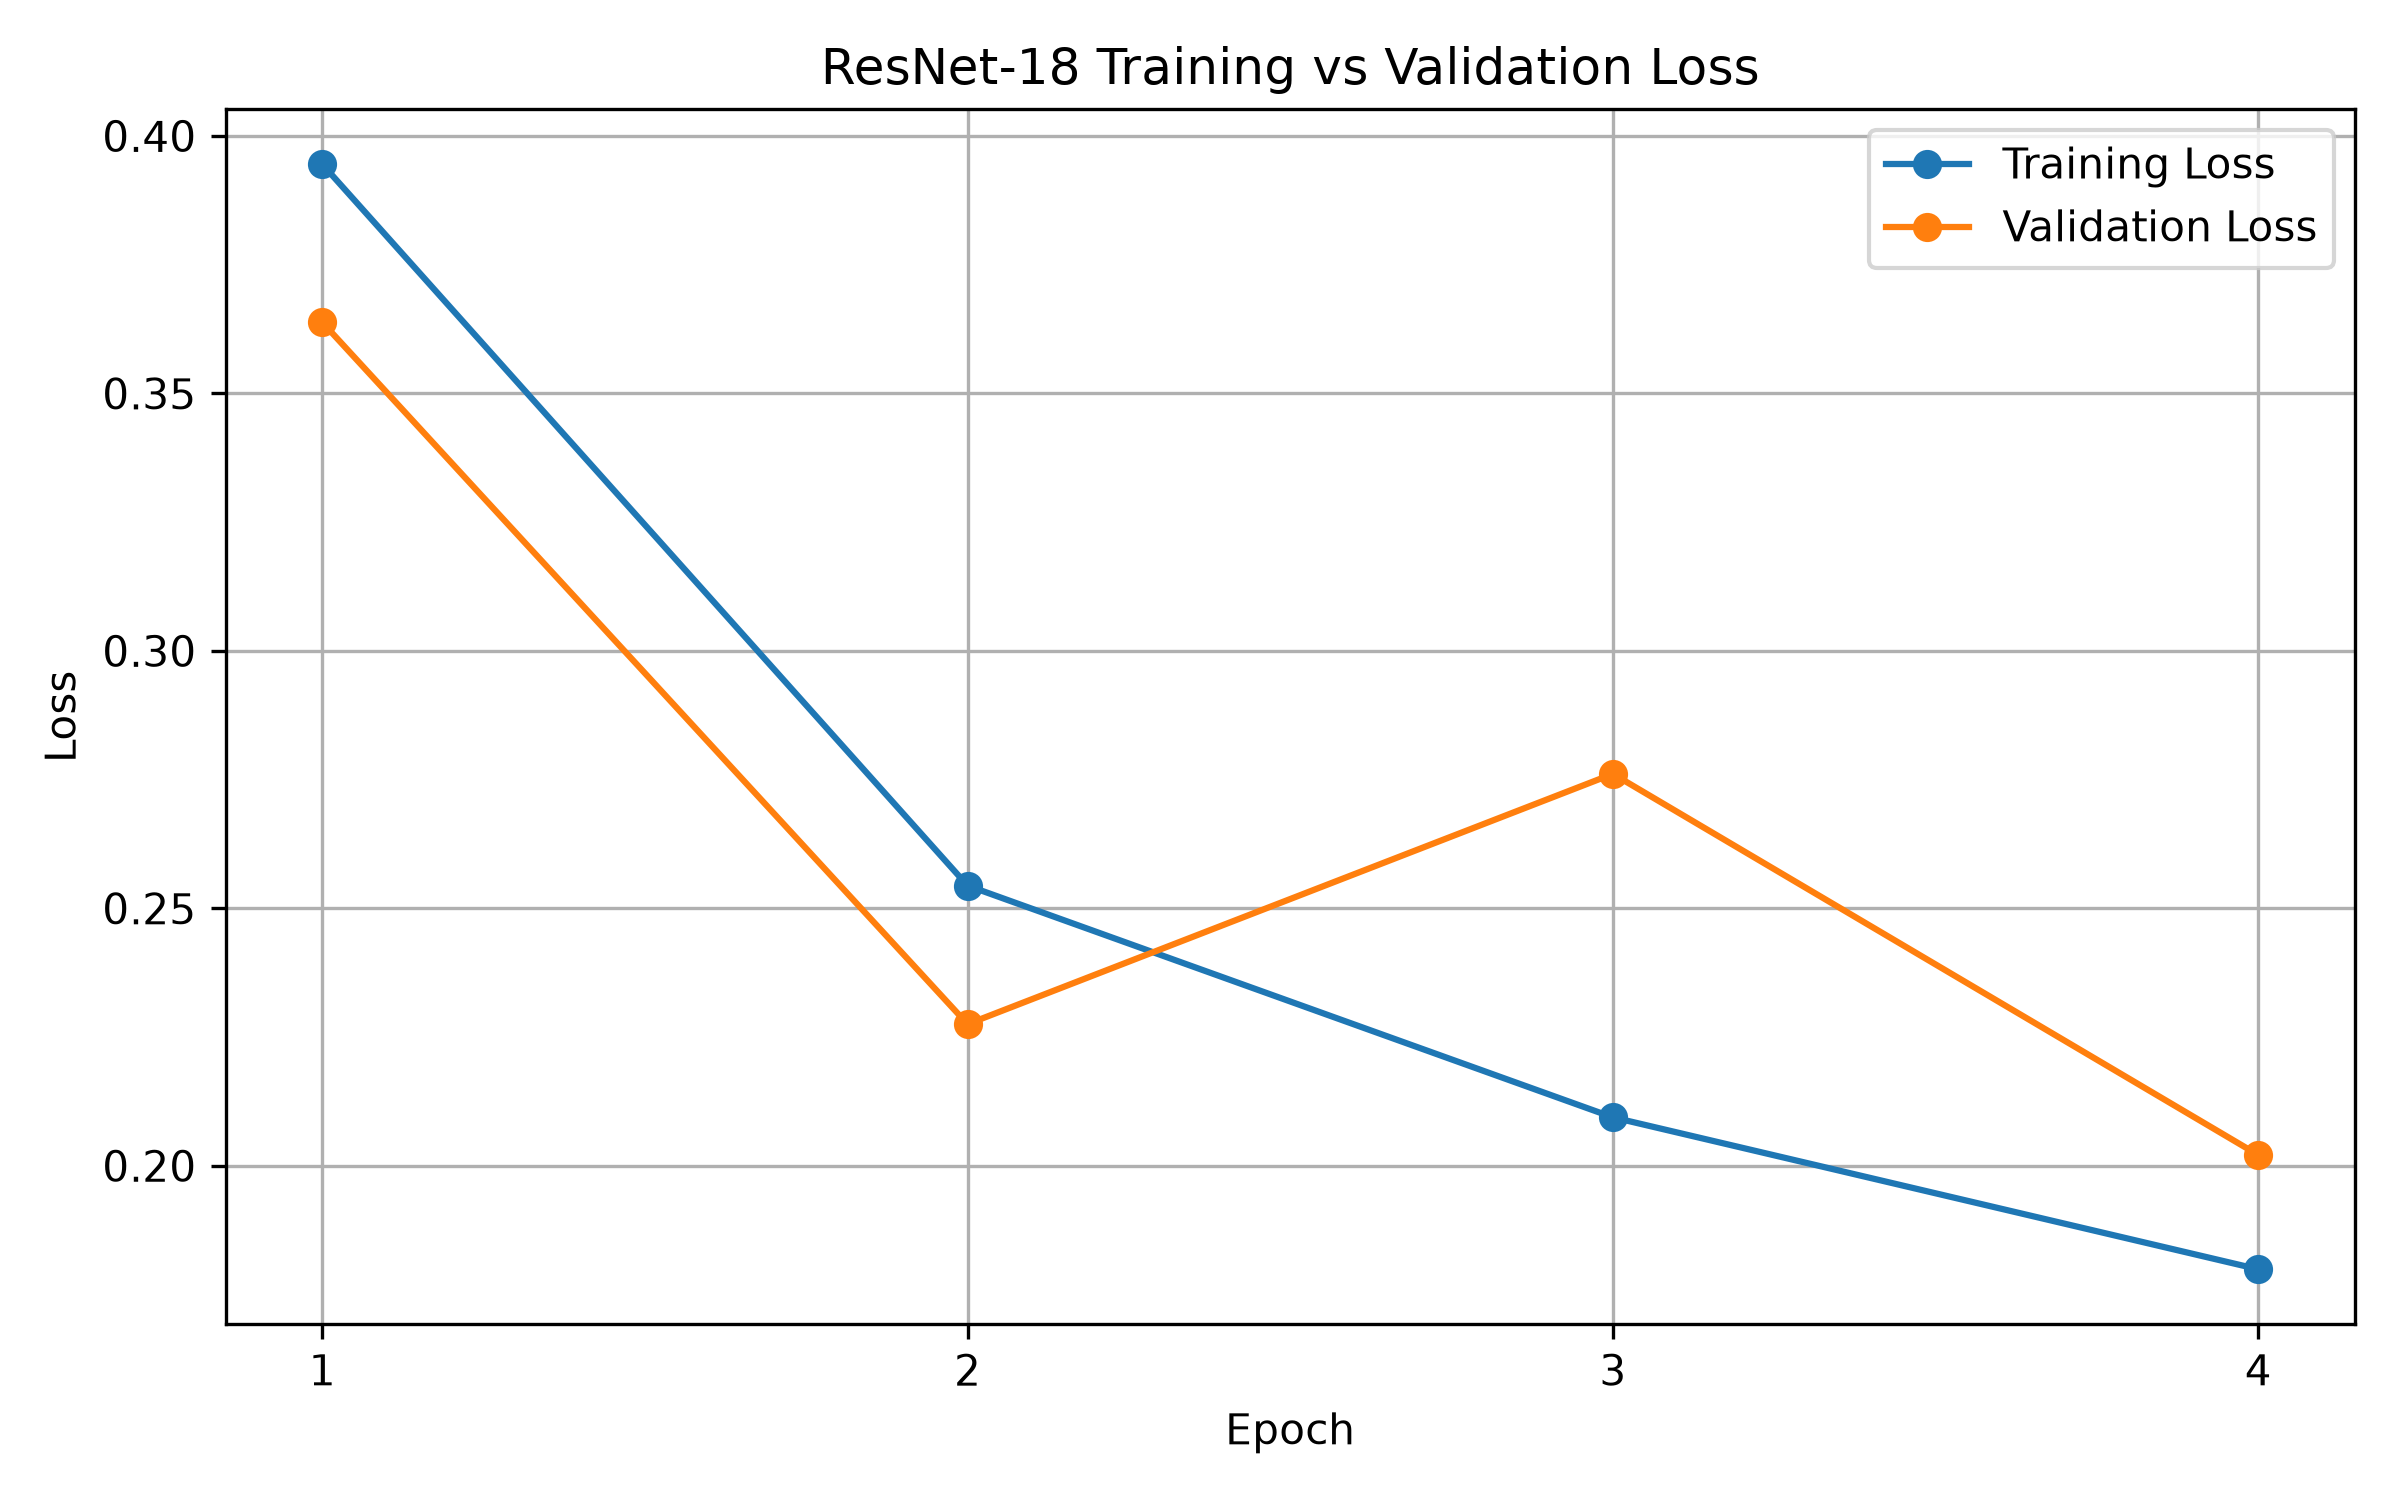 ResNet-18 Training vs Validation Loss
Training Loss
Validation Loss
0.40
0.35
0.30
0.25
0.20
Loss
1 2 3 4
Epoch